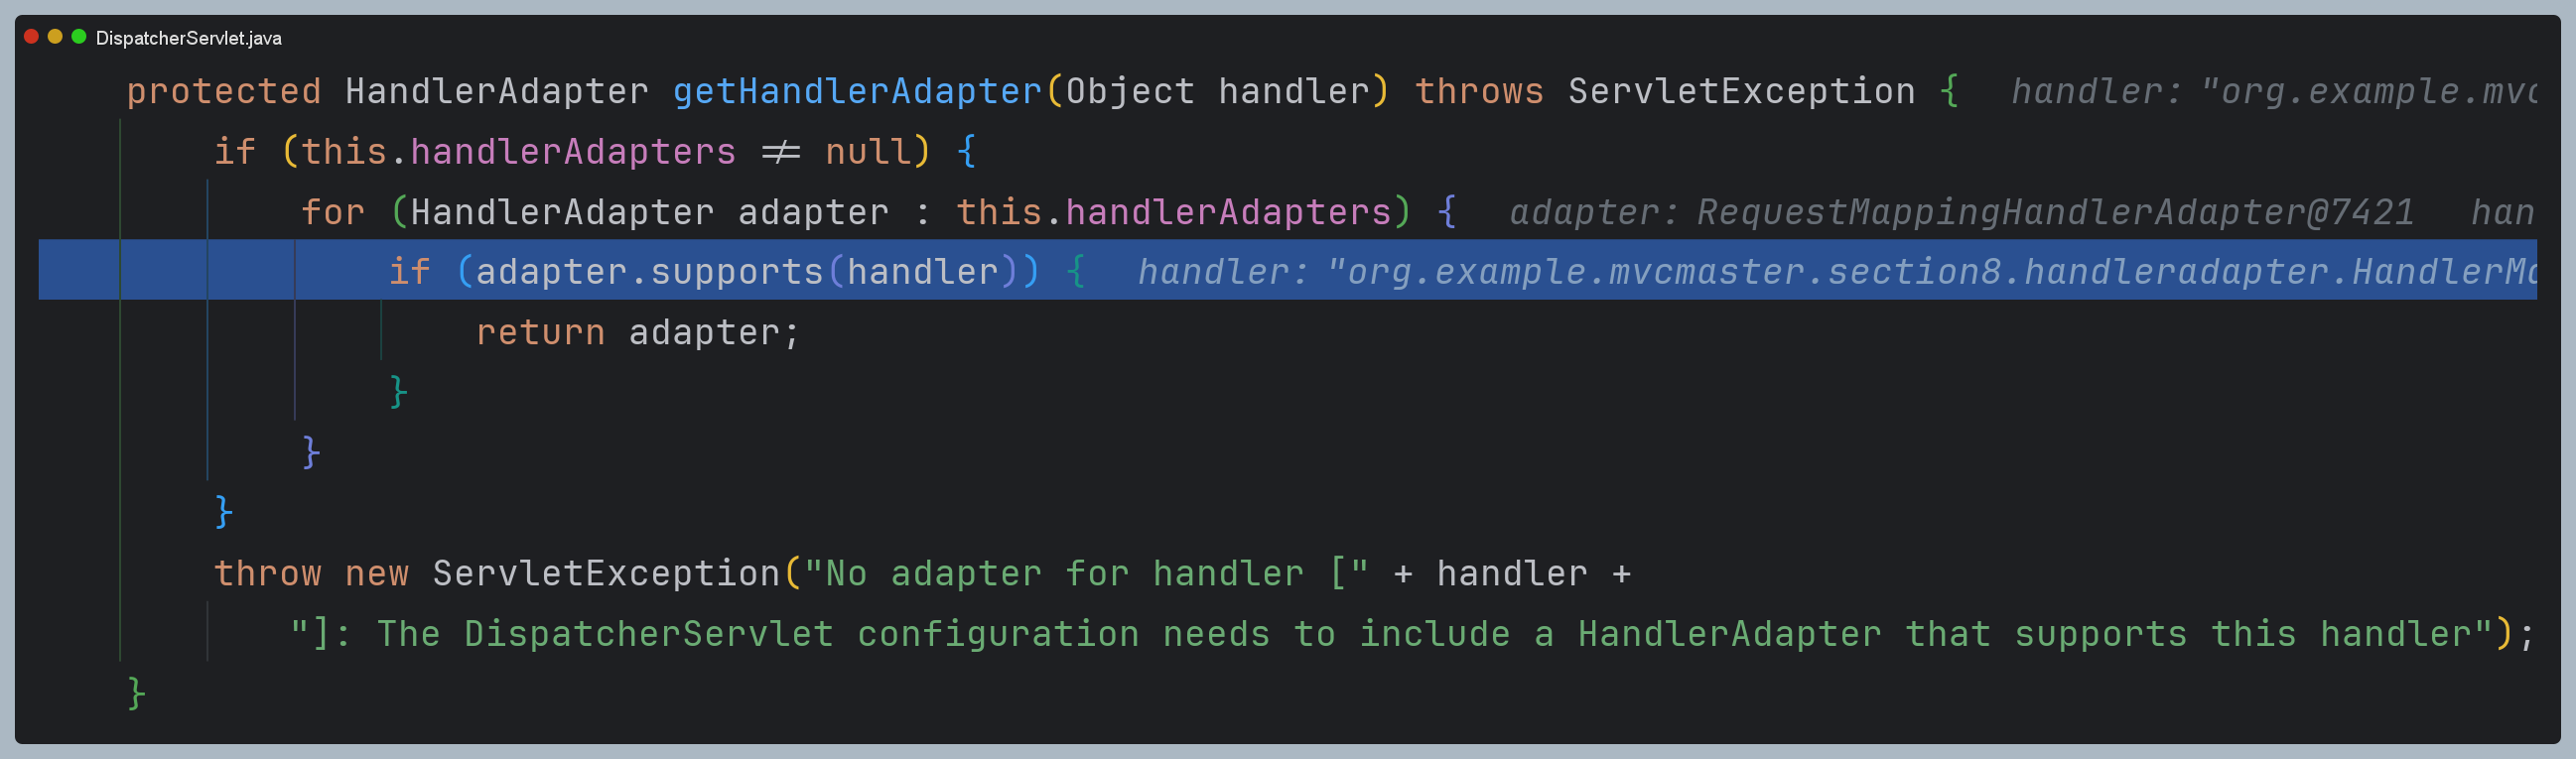 DispatcherServlet.java
protected HandlerAdapter getHandlerAdapter(Object handler) throws ServletException { handler: "org.example.mvc
if (this.handlerAdapters ≠ null) {
for (HandlerAdapter adapter : this.handlerAdapters) { adapter: RequestMappingHandlerAdapter@7421 han
if (adapter.supports(handler)) { handler: "org.example.mvcmaster.section8.handleradapter.HandlerMa
return adapter;
}
}
}
throw new ServletException("No adapter for handler [" + handler +
"]: The DispatcherServlet configuration needs to include a HandlerAdapter that supports this handler");
}